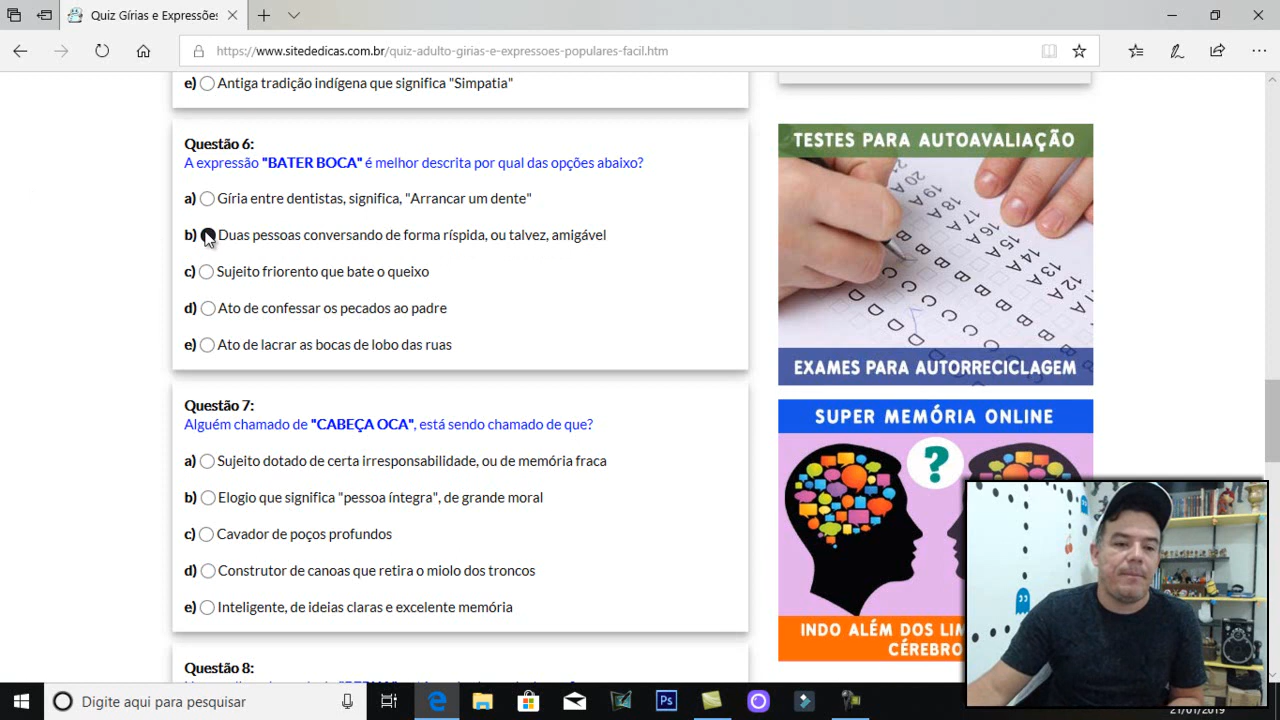 Quiz Gírias e Expressões
https://www.sitededicas.com.br/quiz-adulto-girias-e-expressoes-populares-facil.htm
e) Antiga tradição indígena que significa "Simpatia"
Questão 6:
A expressão "BATER BOCA" é melhor descrita por qual das opções abaixo?
a) Gíria entre dentistas, significa, "Arrancar um dente"
b) Duas pessoas conversando de forma ríspida, ou talvez, amigável
c) Sujeito friorento que bate o queixo
d) Ato de confessar os pecados ao padre
e) Ato de lacrar as bocas de lobo das ruas
Questão 7:
Alguém chamado de "CABEÇA OCA", está sendo chamado de que?
a) Sujeito dotado de certa irresponsabilidade, ou de memória fraca
b) Elogio que significa "pessoa íntegra", de grande moral
c) Cavador de poços profundos
d) Construtor de canoas que retira o miolo dos troncos
e) Inteligente, de ideias claras e excelente memória
Questão 8:
TESTES PARA AUTOAVALIAÇÃO
EXAMES PARA AUTORRECICLAGEM
SUPER MEMÓRIA ONLINE
?
INDO ALÉM DOS
CÉREBRO
Digite aqui para pesquisar
Ps
21/01/2019